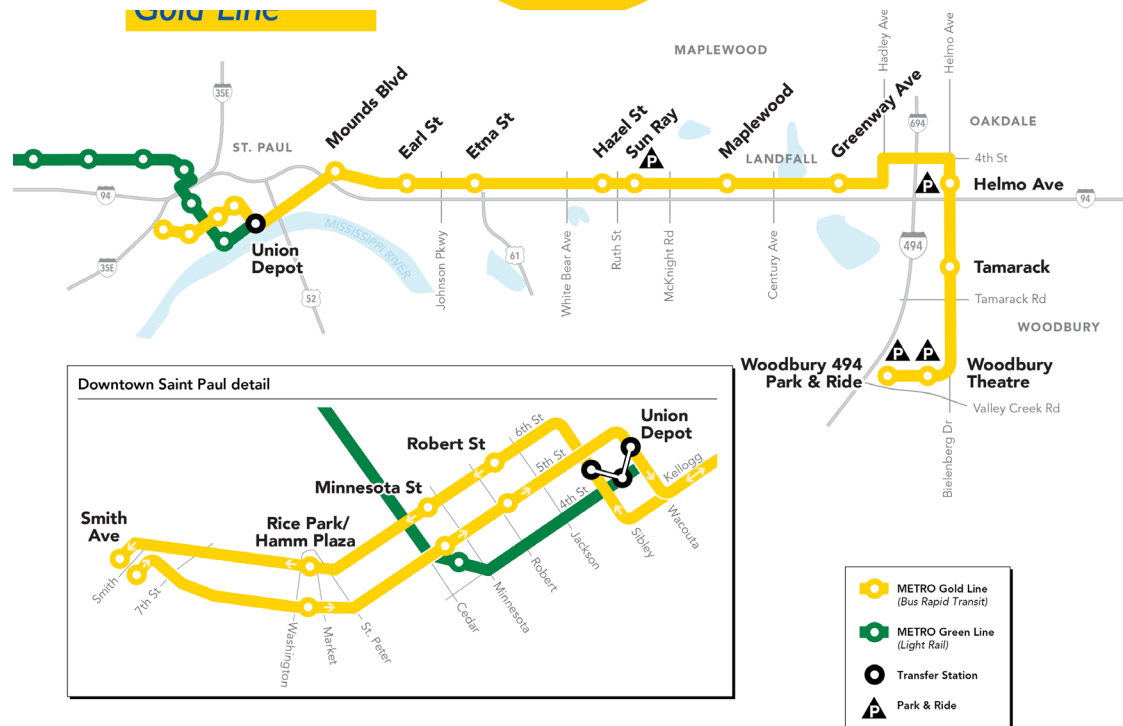 Gold Line
MAPLEWOOD
Hadley Ave
Helmo Ave
35E
Mounds Blvd
Earl St
Etna St
Hazel St
Sun Ray
P
Maplewood
Greenway Ave
694
OAKDALE
ST. PAUL
LANDFALL
4th St
P
Helmo Ave
94
94
MISSISSIPPI RIVER
Union
Depot
35E
52
61
Johnson Pkwy
White Bear Ave
Ruth St
McKnight Rd
Century Ave
494
Tamarack
Tamarack Rd
WOODBURY
P
P
Woodbury 494
Park & Ride
Woodbury
Theatre
Valley Creek Rd
Bielenberg Dr
Downtown Saint Paul detail
Union
Depot
Robert St
6th St
5th St
4th St
Kellogg
Minnesota St
Smith
Ave
Rice Park/
Hamm Plaza
Wacouta
Sibley
Jackson
Robert
Minnesota
Cedar
St. Peter
Market
Washington
Smith
7th St
METRO Gold Line
(Bus Rapid Transit)
METRO Green Line
(Light Rail)
Transfer Station
P
Park & Ride